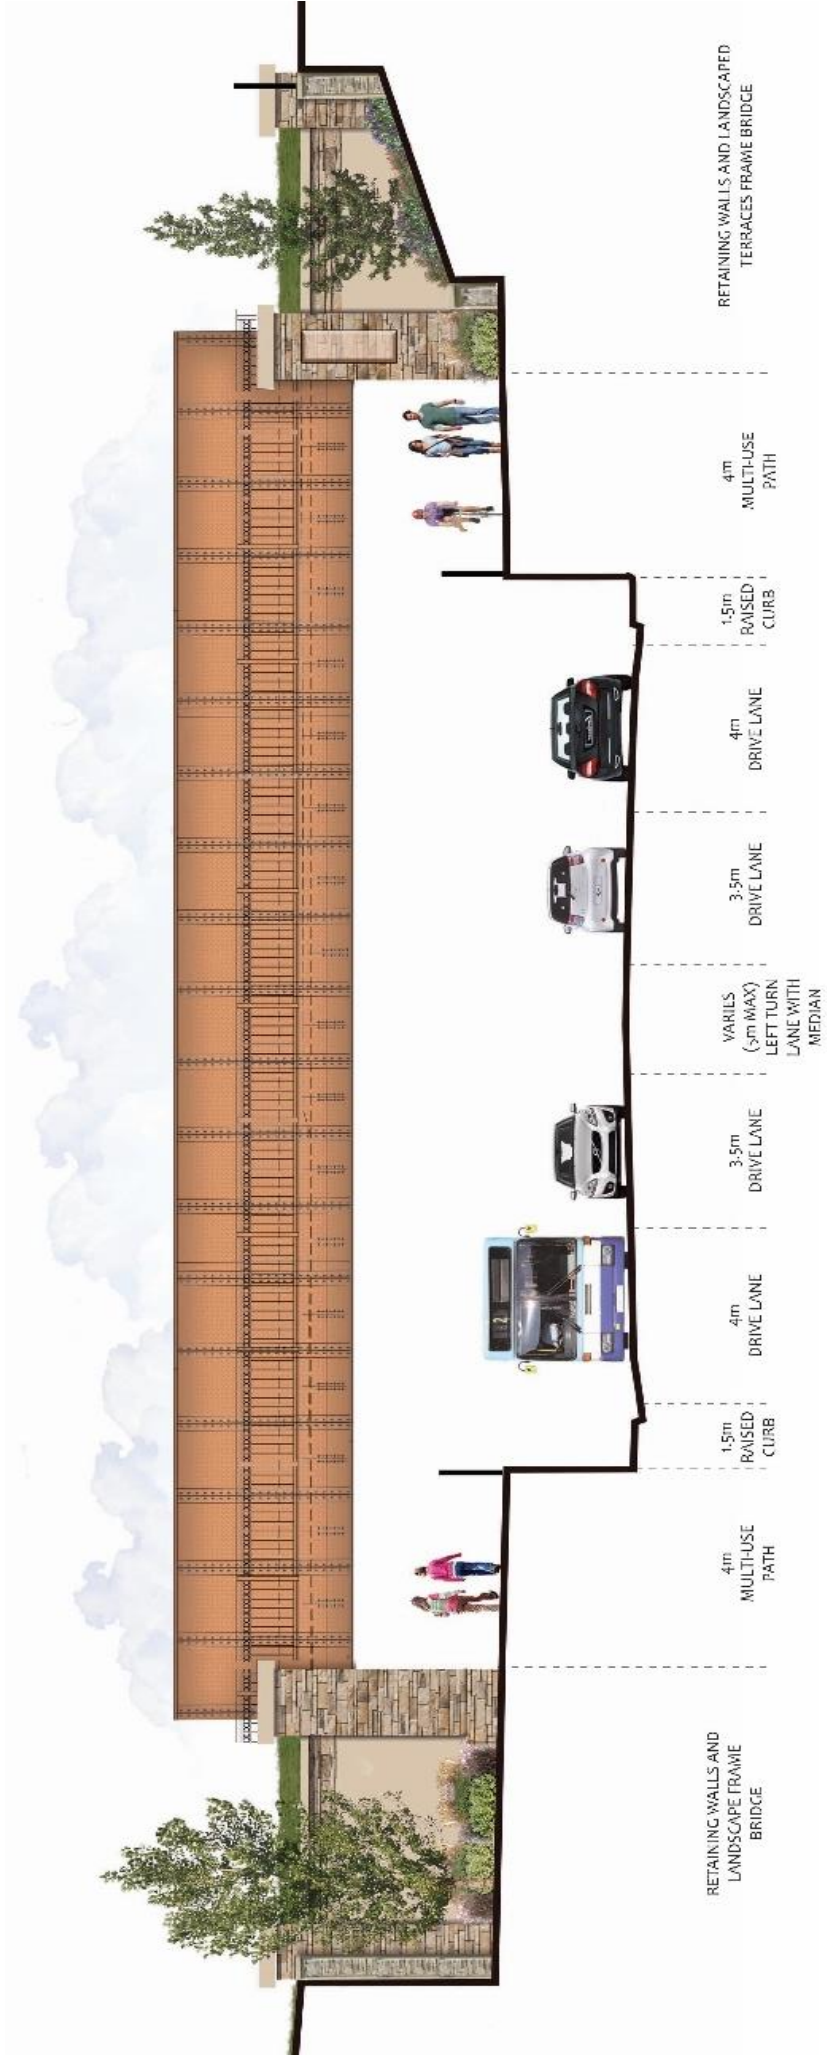 2
RETAINING WALLS AND
LANDSCAPE FRAME
BRIDGE
4m
MULTI-USE
PATH
1.5m
RAISED
CURB
4m
DRIVE LANE
3.5m
DRIVE LANE
VARIES
(5m MAX)
LEFT TURN
LANE WITH
MEDIAN
3.5m
DRIVE LANE
4m
DRIVE LANE
1.5m
RAISED
CURB
4m
MULTI-USE
PATH
RETAINING WALLS AND LANDSCAPED
TERRACES FRAME BRIDGE